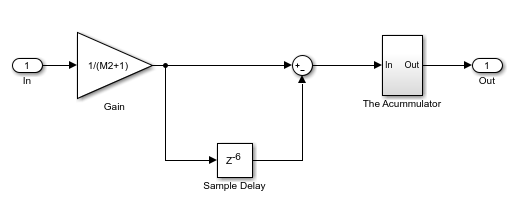 1
In
1/(M2+1)
Gain
+
−
Z-6
Sample Delay
In Out
The Acummulator
1
Out